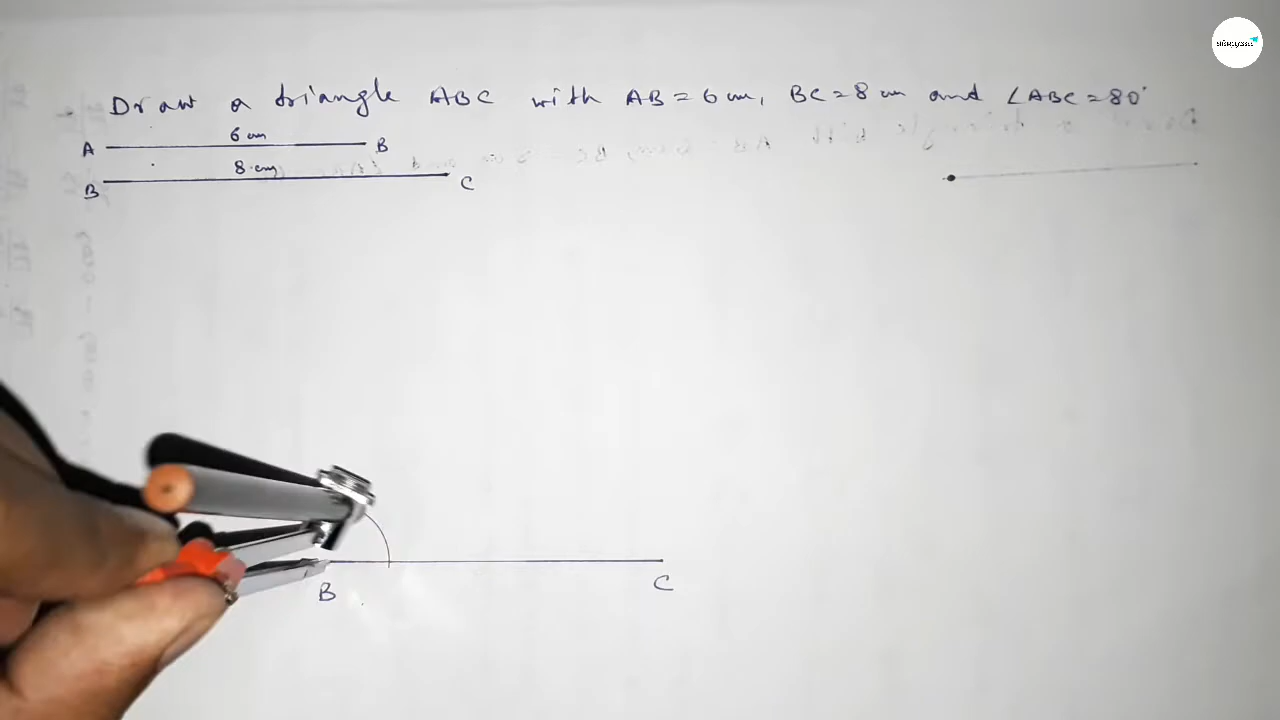 Draw a triangle ABC with AB = 6 cm, BC = 8 cm and ∠ABC = 80°
A 6 cm B
B 8 cm C
B C